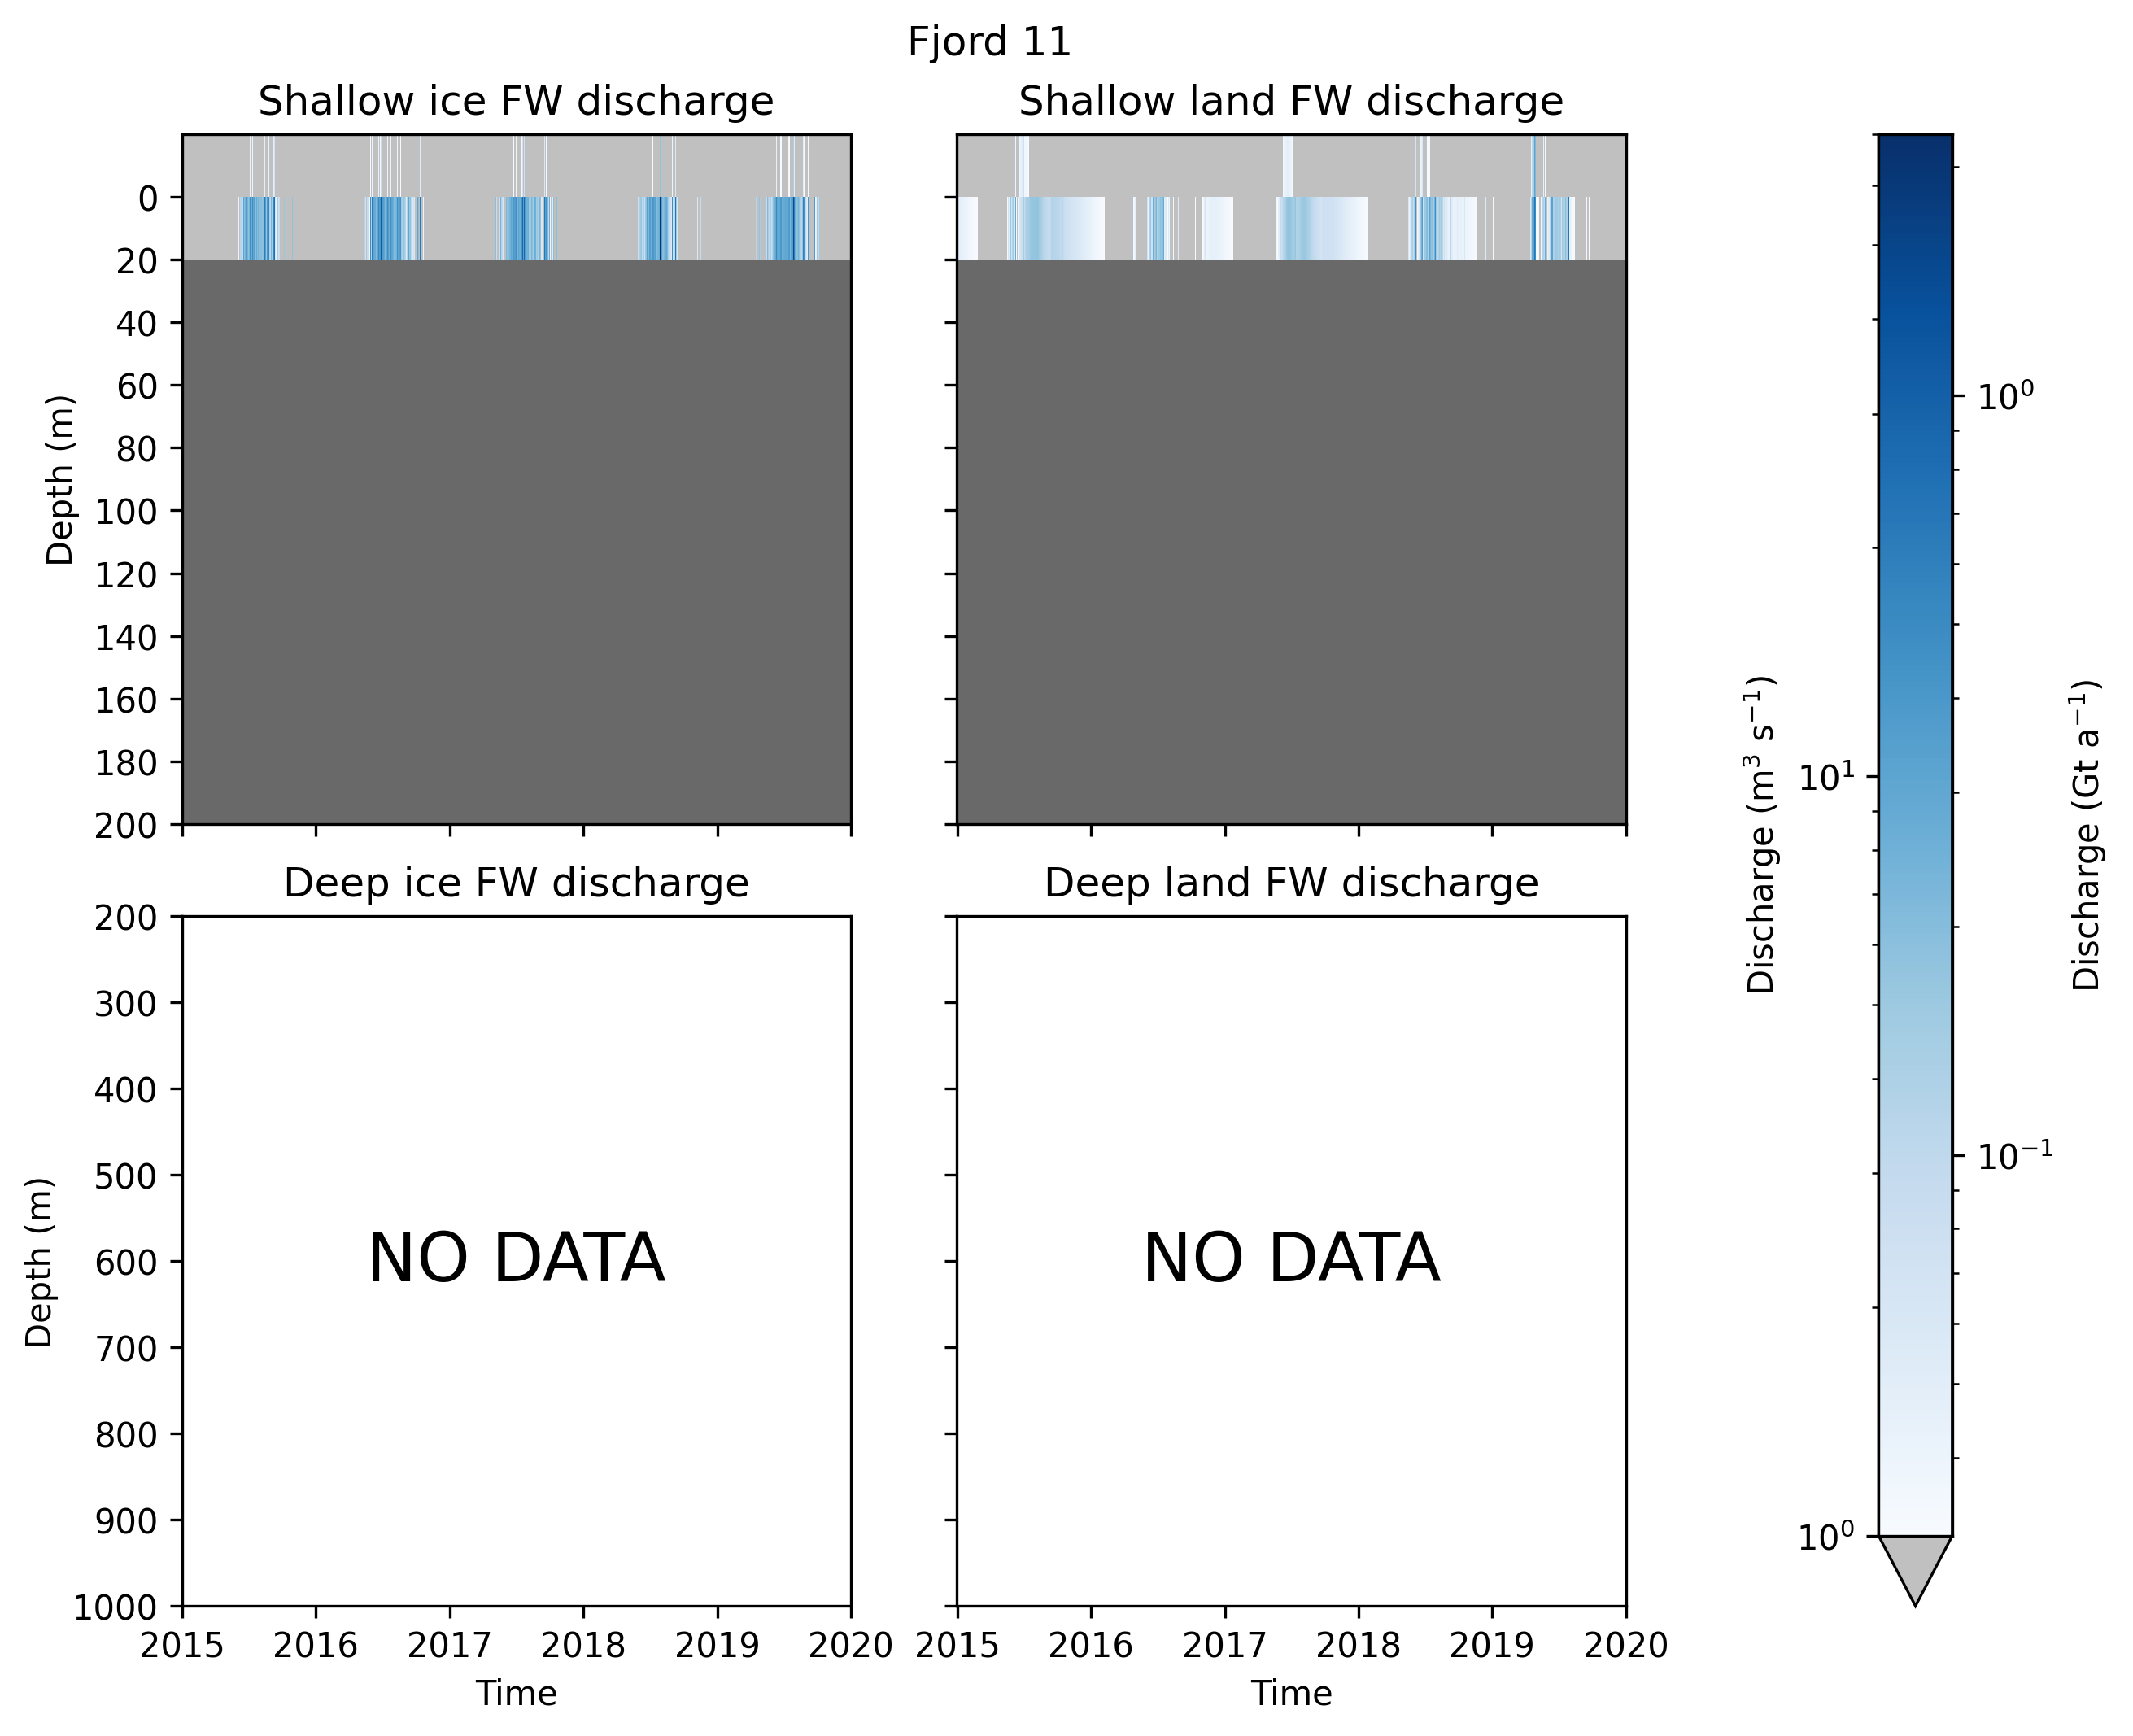 Fjord 11
Shallow ice FW discharge
Shallow land FW discharge
0
20
40
60
80
100
120
140
160
180
200
Depth (m)
Deep ice FW discharge
Deep land FW discharge
200
300
400
500
600
700
800
900
1000
Depth (m)
NO DATA
NO DATA
2015 2016 2017 2018 2019 2020
2015 2016 2017 2018 2019 2020
Time
Time
Discharge (m³ s⁻¹)
10¹
10⁰
10⁰
10⁻¹
Discharge (Gt a⁻¹)